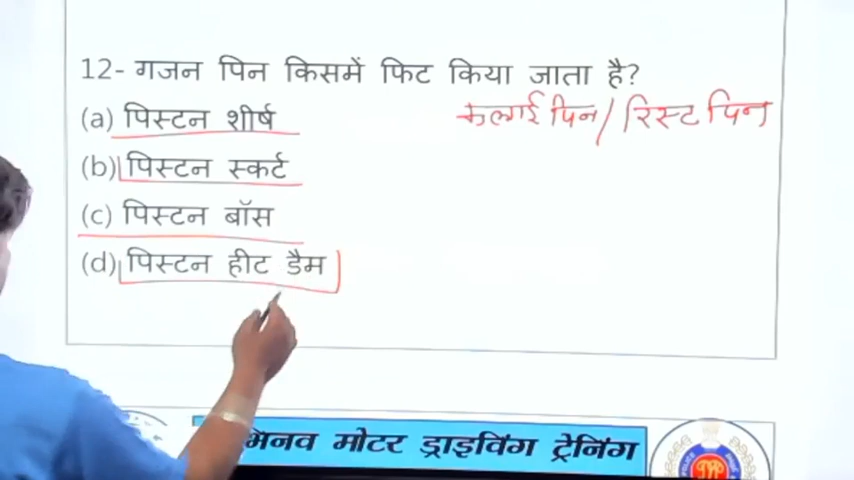 12- गजन पिन किसमें फिट किया जाता है?
कलाई पिन / रिस्ट पिन
(a) पिस्टन शीर्ष
(b) पिस्टन स्कर्ट
(c) पिस्टन बॉस
(d) पिस्टन हीट डैम
भिनव मोटर ड्राइविंग ट्रेनिंग